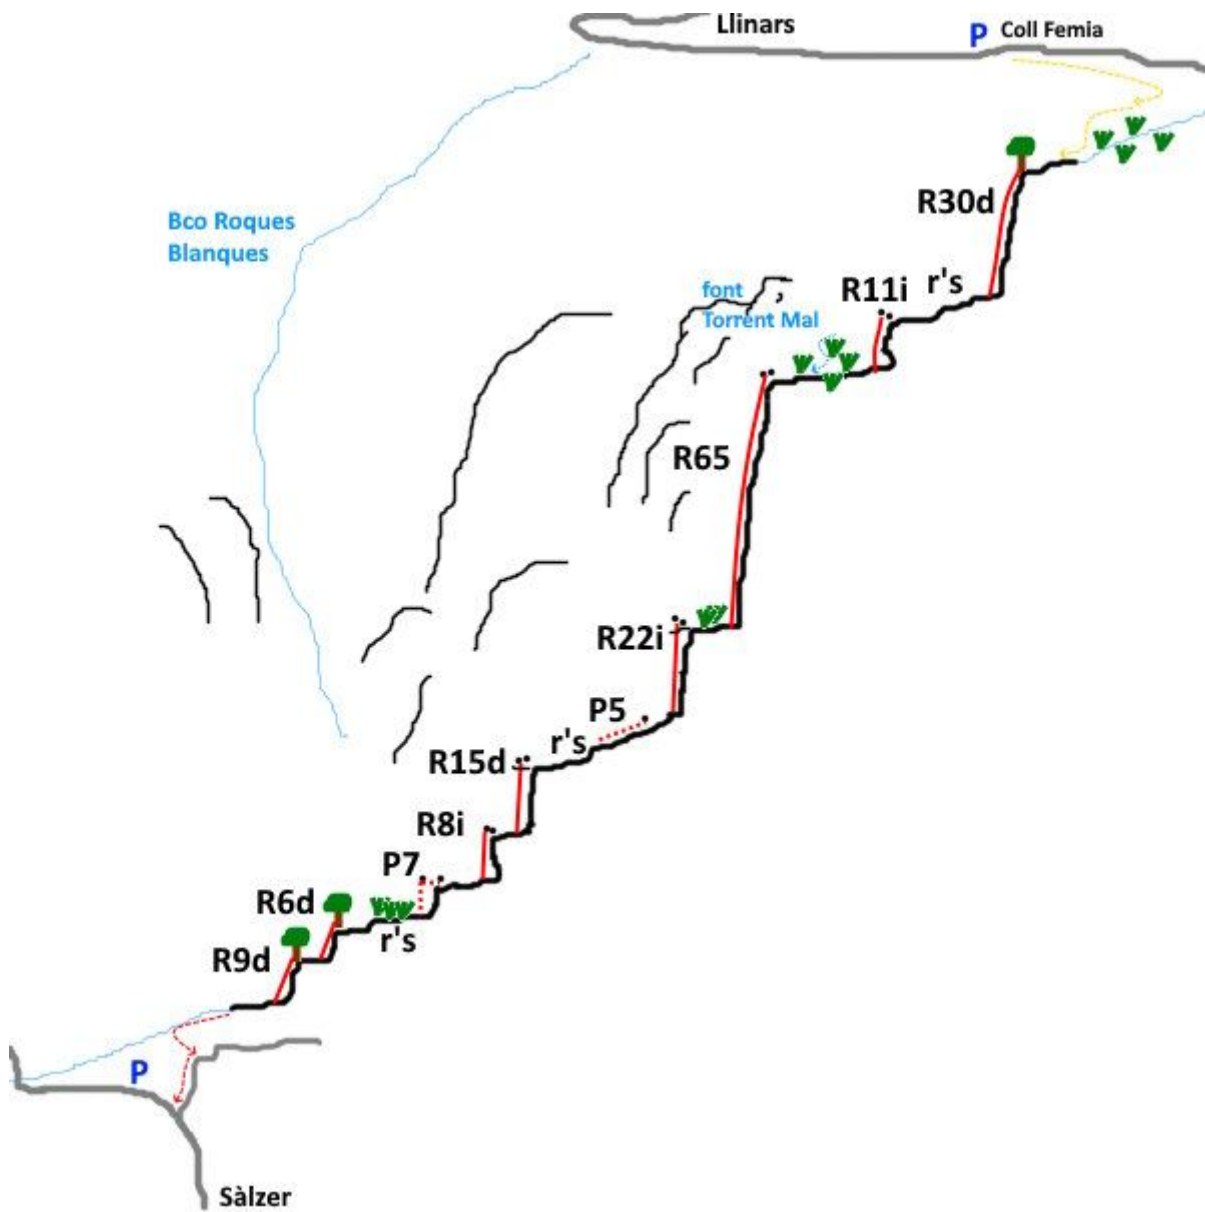 Llinars
P Coll Femia
R30d
Bco Roques
Blanques
font
Torrent Mal
R11i
r's
R65
R22i
P5
r's
R15d
R8i
P7
R6d
r's
R9d
P
Sàlzer